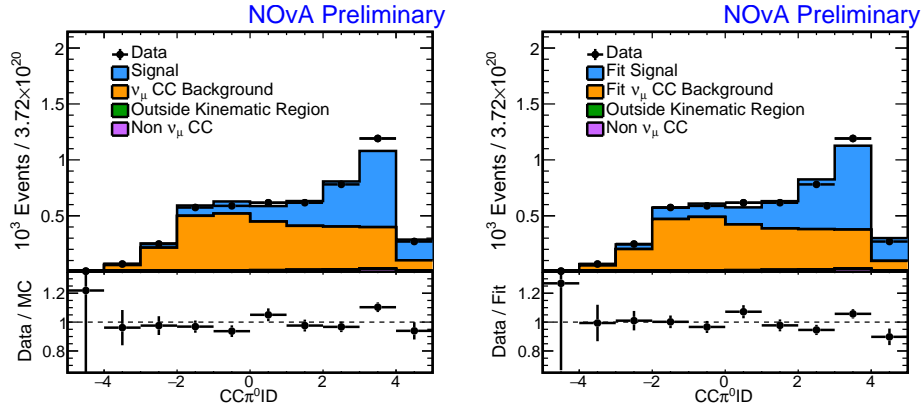 NOvA Preliminary
2
1.5
1
0.5
10³ Events / 3.72×10²⁰
Data
Signal
νμ CC Background
Outside Kinematic Region
Non νμ CC
1.2
1
0.8
Data / MC
−4 −2 0 2 4
CCπ⁰ID
NOvA Preliminary
2
1.5
1
0.5
10³ Events / 3.72×10²⁰
Data
Fit Signal
Fit νμ CC Background
Outside Kinematic Region
Non νμ CC
1.2
1
0.8
Data / Fit
−4 −2 0 2 4
CCπ⁰ID